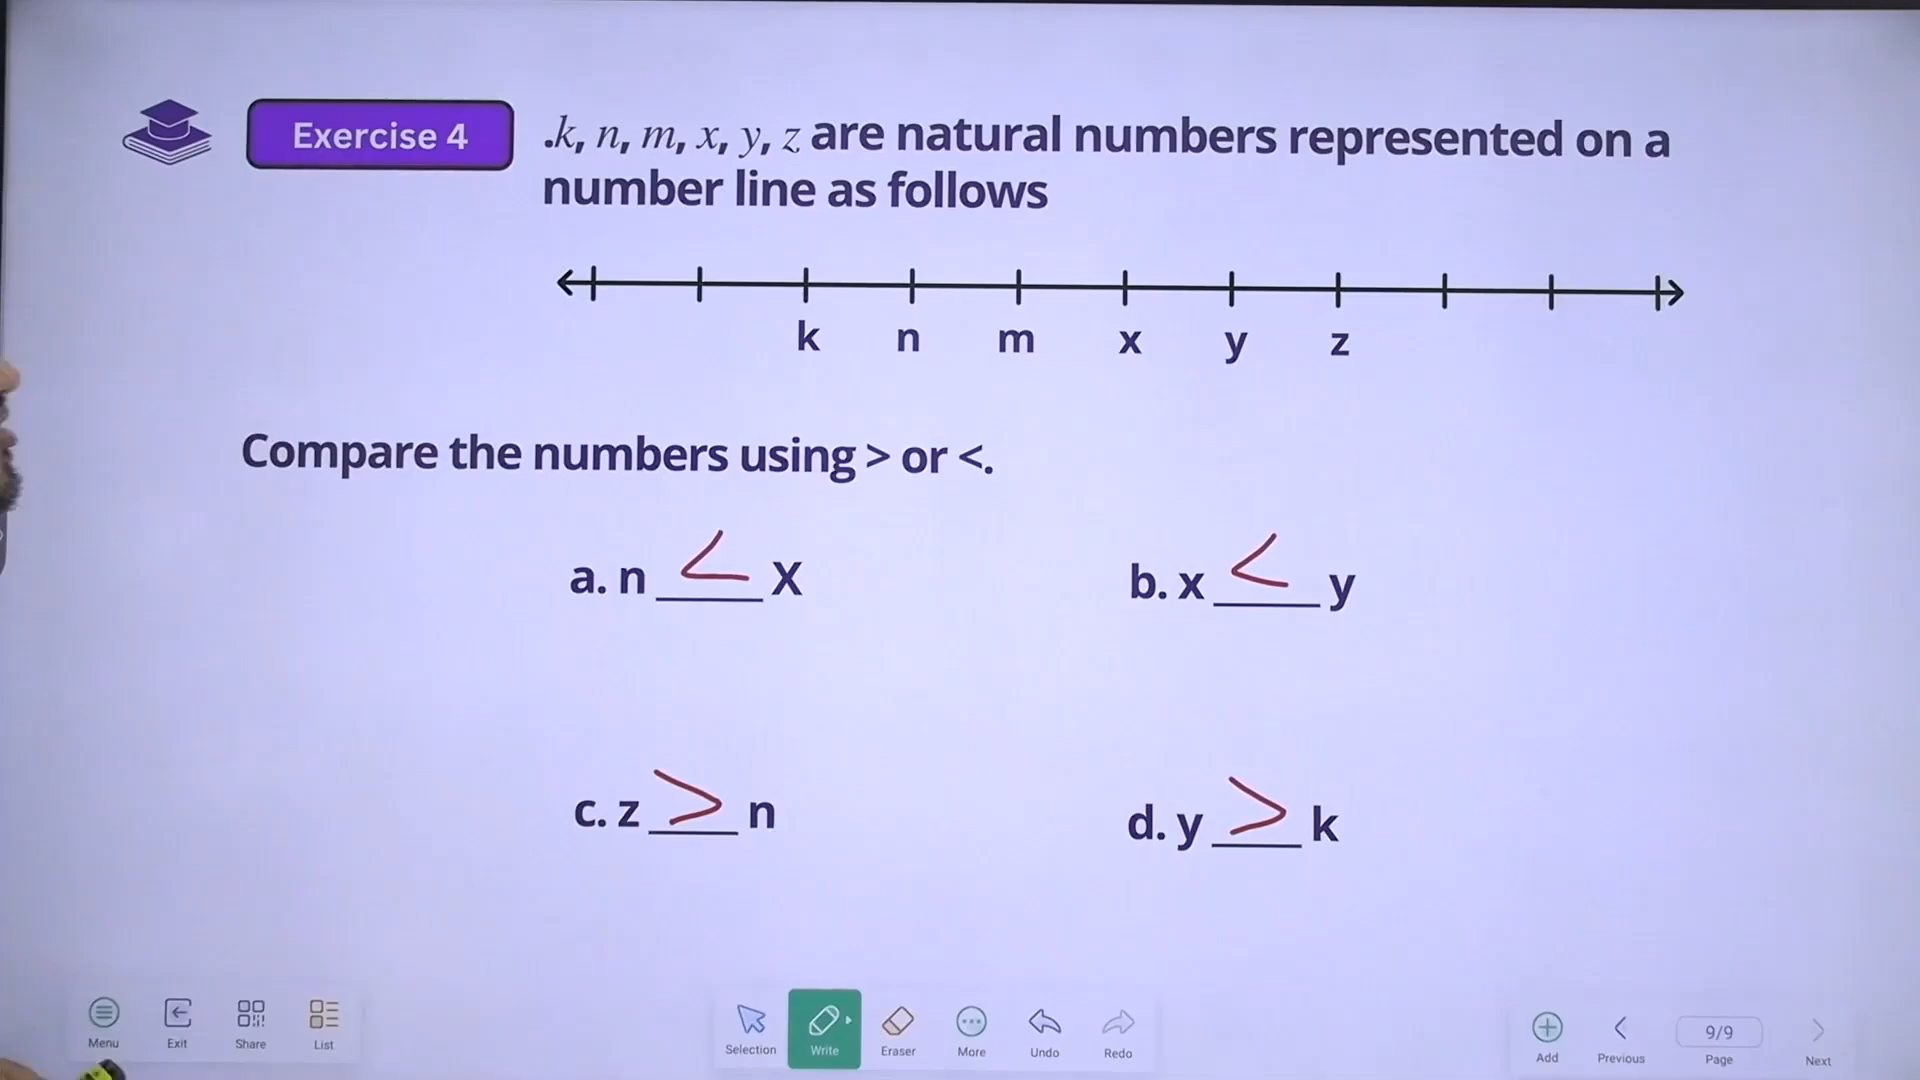 Exercise 4
.k, n, m, x, y, z are natural numbers represented on a
number line as follows
k n m x y z
Compare the numbers using > or <.
a. n < X
b. x < y
c. z > n
d. y > k
Menu
Exit
Share
List
Selection
Write
Eraser
More
Undo
Redo
Add
Previous
9/9
Page
Next